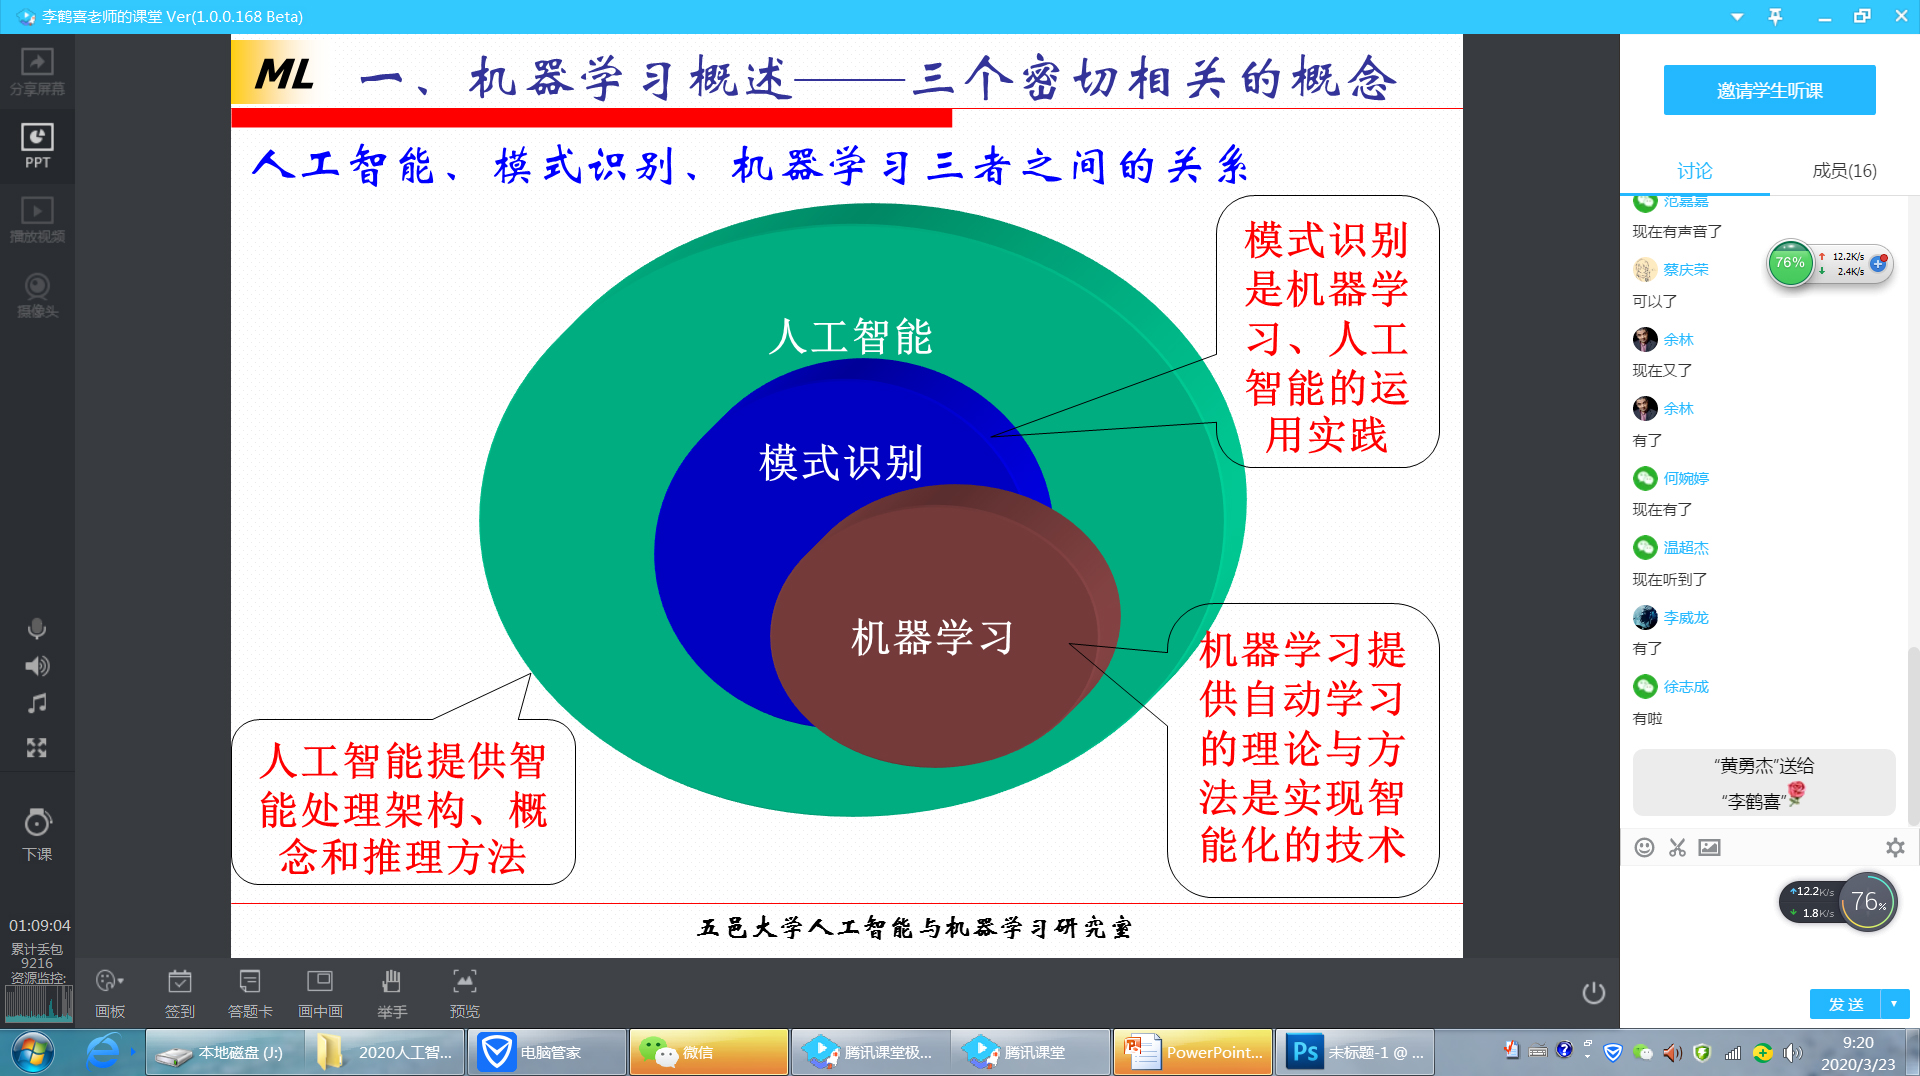 李鹤喜老师的课堂 Ver(1.0.0.168 Beta)
分享屏幕
PPT
播放视频
摄像头
下课
01:09:04
累计丢包
9216
资源监控:
ML
一、机器学习概述——三个密切相关的概念
人工智能、模式识别、机器学习三者之间的关系
人工智能
模式识别
机器学习
模式识别
是机器学
习、人工
智能的运
用实践
机器学习提
供自动学习
的理论与方
法是实现智
能化的技术
人工智能提供智
能处理架构、概
念和推理方法
五邑大学人工智能与机器学习研究室
画板
签到
答题卡
画中画
举手
预览
邀请学生听课
讨论
成员(16)
范嘉嘉
现在有声音了
蔡庆荣
可以了
余林
现在又了
余林
有了
何婉婷
现在有了
温超杰
现在听到了
李威龙
有了
徐志成
有啦
“黄勇杰”送给
“李鹤喜”
76%
12.2K/s
2.4K/s
12.2K/s
1.8K/s
76%
发 送
本地磁盘 (J:)
2020人工智...
电脑管家
微信
腾讯课堂极...
腾讯课堂
PowerPoint...
Ps
未标题-1 @ ...
9:20
2020/3/23